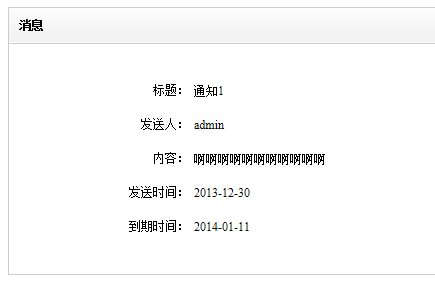 消息
标题： 通知1
发送人： admin
内容： 啊啊啊啊啊啊啊啊啊啊啊
发送时间： 2013-12-30
到期时间： 2014-01-11